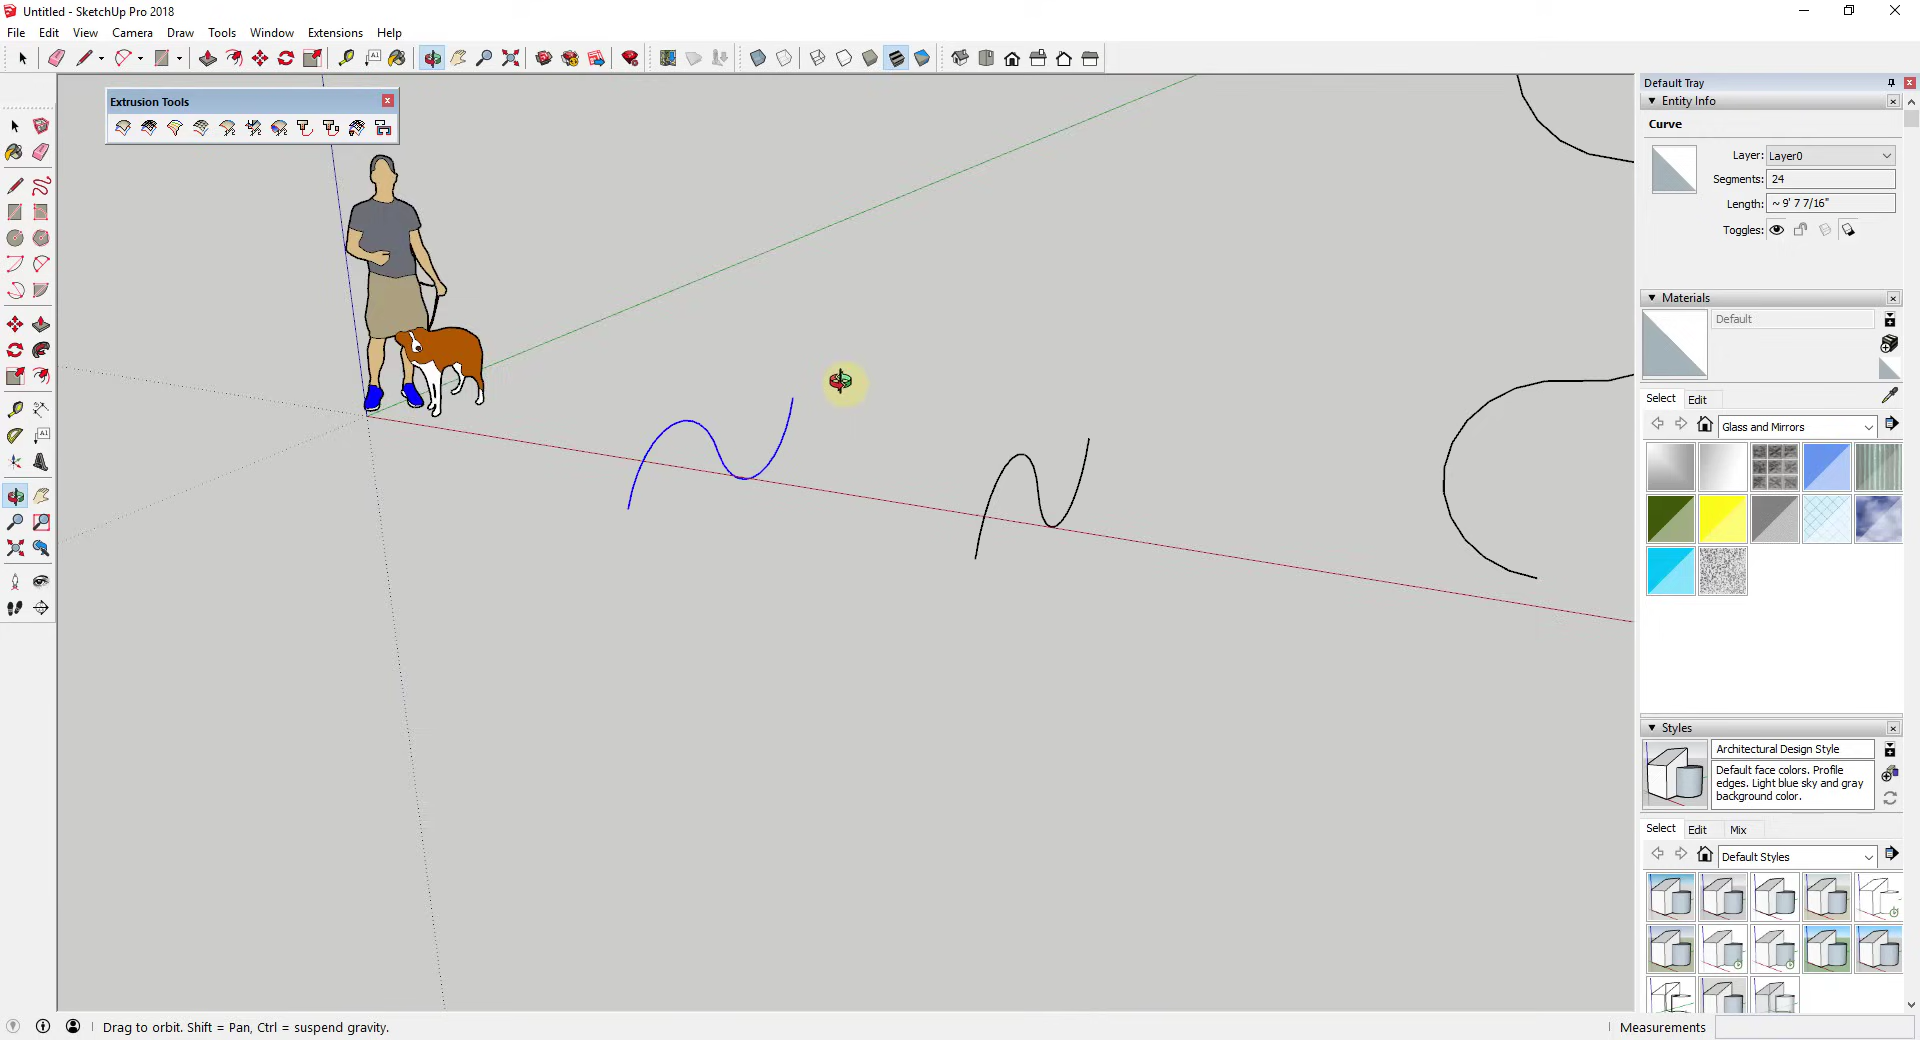 Untitled - SketchUp Pro 2018
File Edit View Camera Draw Tools Window Extensions Help
Default Tray
Extrusion Tools
Entity Info
Curve
Layer: Layer0
Segments: 24
Length: ~ 9' 7 7/16"
Toggles:
Materials
Default
Select Edit
Glass and Mirrors
Styles
Architectural Design Style
Default face colors. Profile
edges. Light blue sky and gray
background color.
Select Edit Mix
Default Styles
Drag to orbit. Shift = Pan, Ctrl = suspend gravity.
Measurements